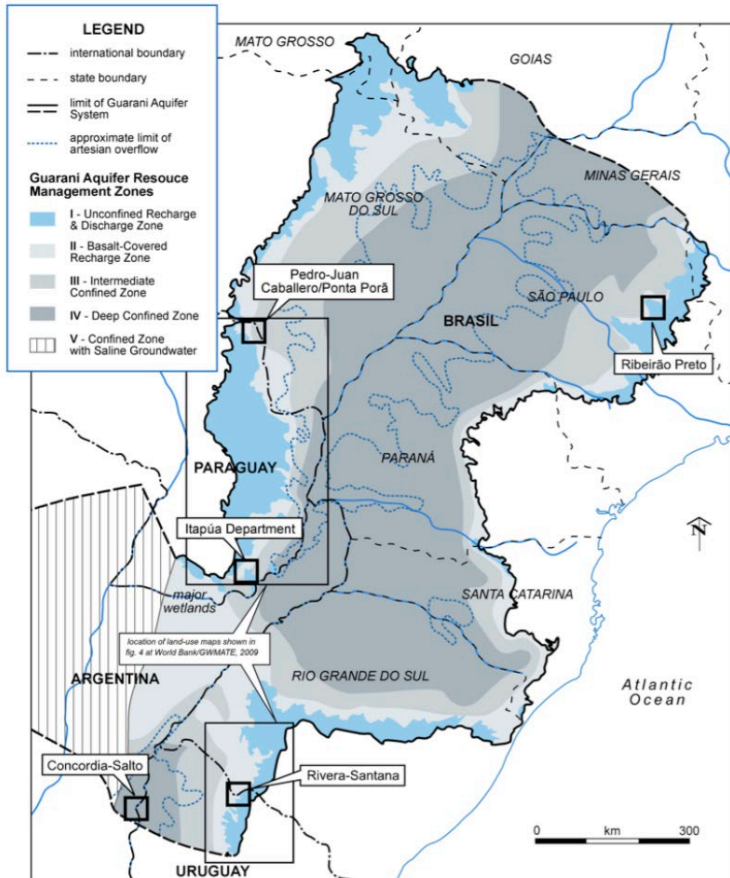 LEGEND
international boundary
state boundary
limit of Guarani Aquifer
System
approximate limit of
artesian overflow
Guarani Aquifer Resouce
Management Zones
I - Unconfined Recharge
& Discharge Zone
II - Basalt-Covered
Recharge Zone
III - Intermediate
Confined Zone
IV - Deep Confined Zone
V - Confined Zone
with Saline Groundwater
MATO GROSSO
GOIAS
MINAS GERAIS
MATO GROSSO
DO SUL
Pedro-Juan
Caballero/Ponta Porã
SÃO PAULO
BRASIL
Ribeirão Preto
PARAGUAY
PARANÁ
Itapúa Department
N
major
wetlands
SANTA CATARINA
location of land-use maps shown in
fig. 4 at World Bank/GWMATE, 2009
ARGENTINA
RIO GRANDE DO SUL
Atlantic
Ocean
Concordia-Salto
Rivera-Santana
0 km 300
URUGUAY